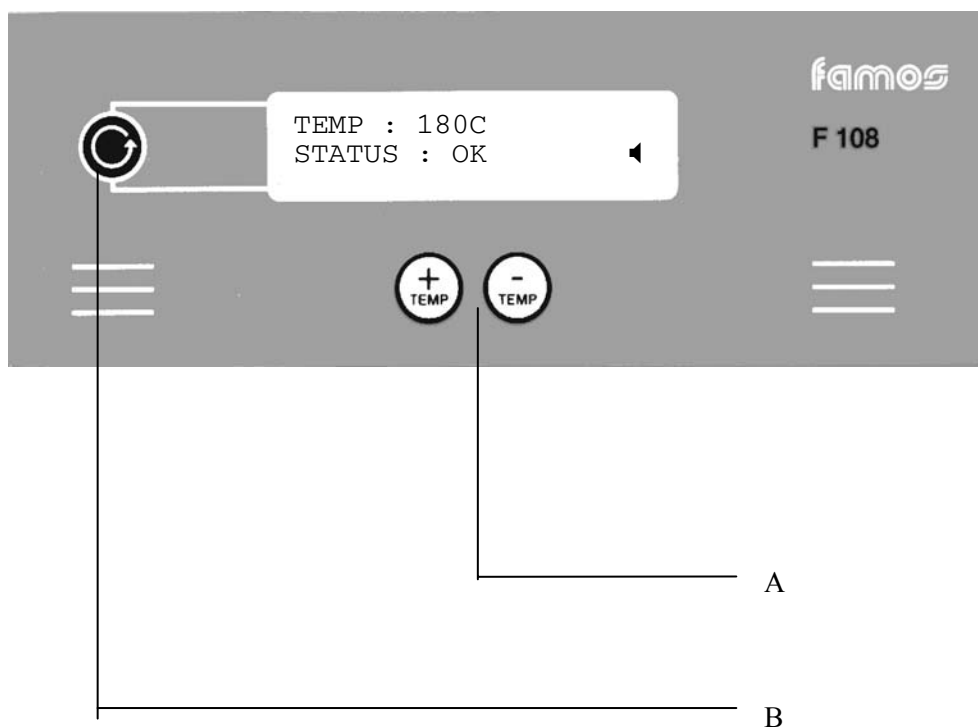 famos
TEMP : 180C
STATUS : OK
F 108
+
TEMP
-
TEMP
A
B